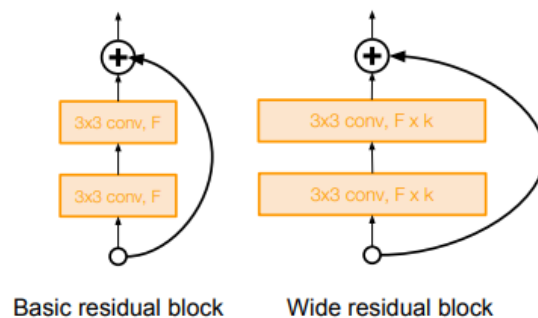 3x3 conv, F
3x3 conv, F
Basic residual block
3x3 conv, F x k
3x3 conv, F x k
Wide residual block